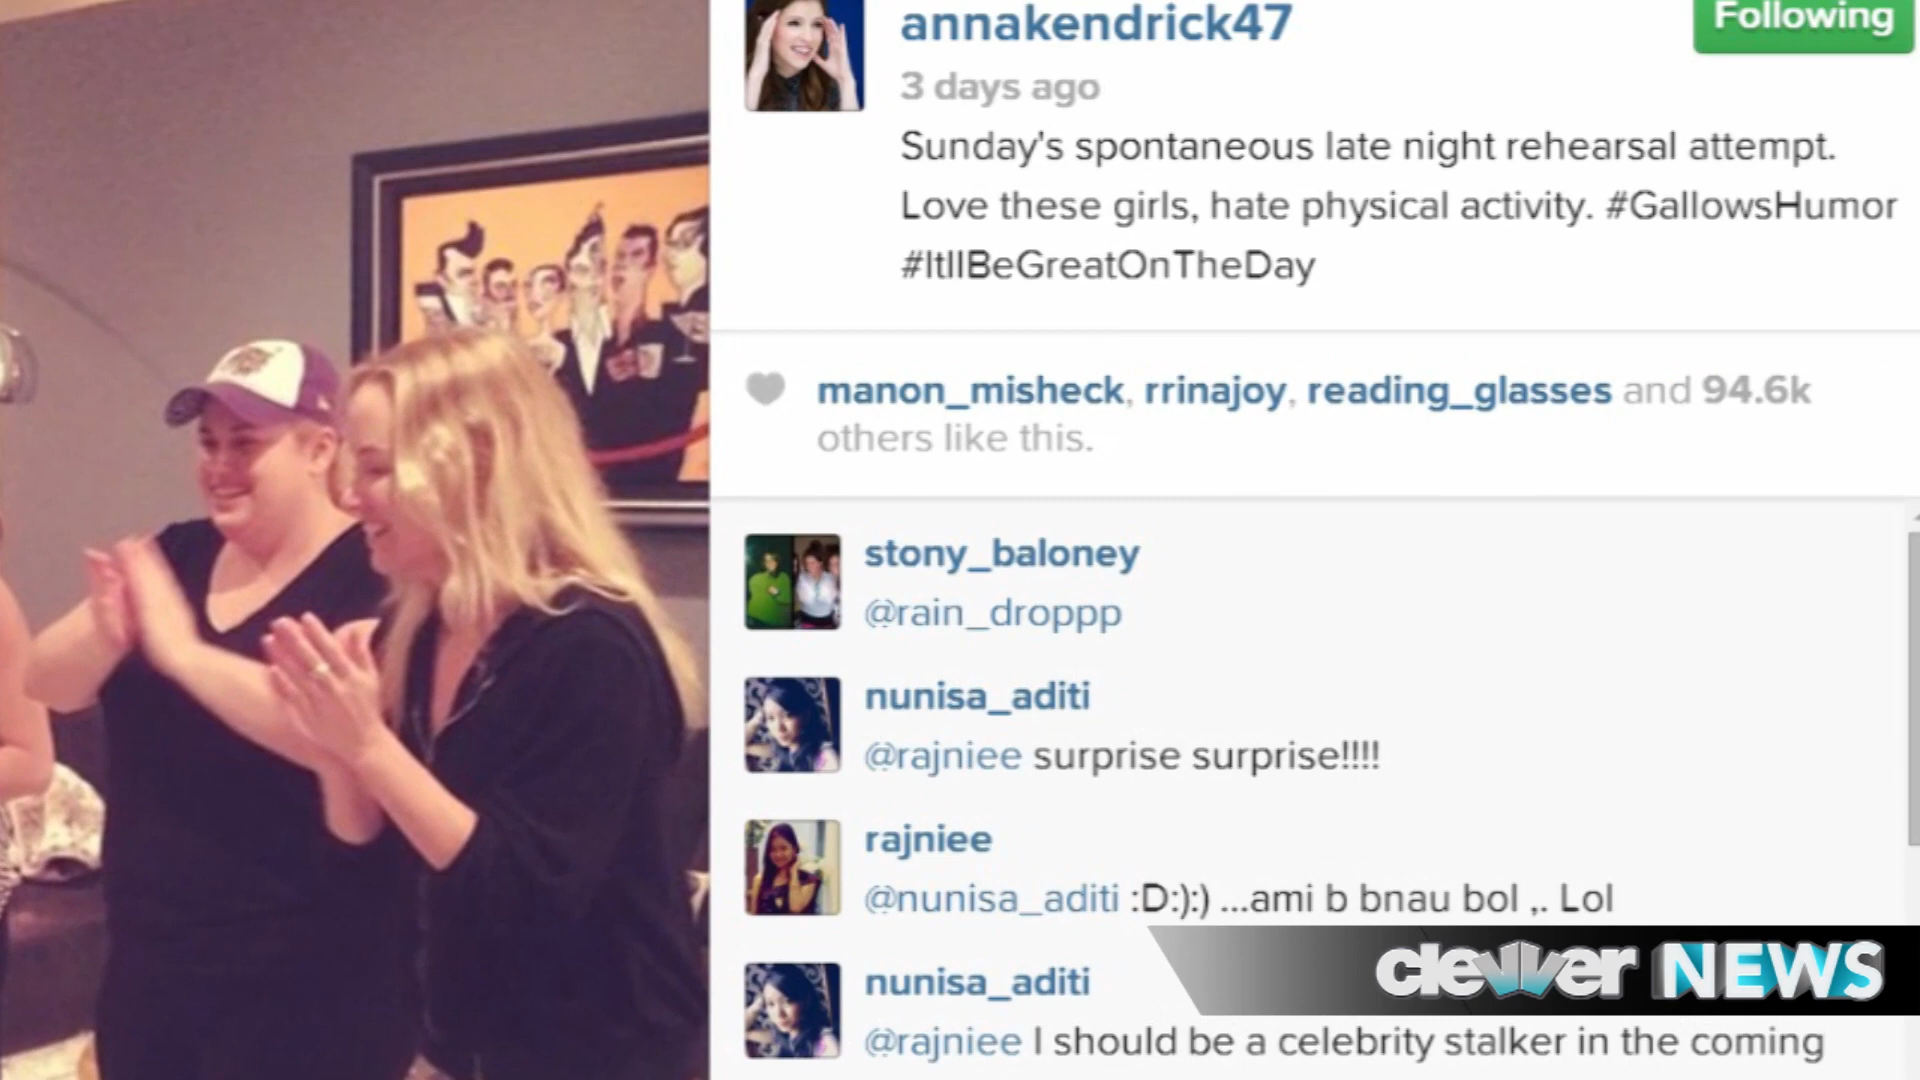 annakendrick47
Following
3 days ago
Sunday's spontaneous late night rehearsal attempt.
Love these girls, hate physical activity. #GallowsHumor
#ItllBeGreatOnTheDay
manon_misheck, rrinajoy, reading_glasses and 94.6k
others like this.
stony_baloney
@rain_droppp
nunisa_aditi
@rajniee surprise surprise!!!!
rajniee
@nunisa_aditi :D:):) ...ami b bnau bol ,. Lol
nunisa_aditi
@rajniee I should be a celebrity stalker in the coming
clevver NEWS